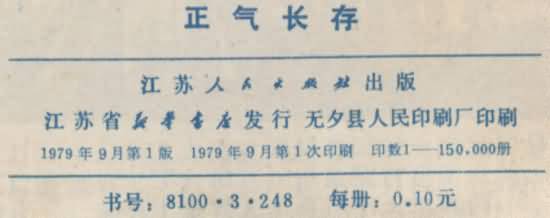 正气长存
江苏人民出版社出版
江苏省新华书店发行 无夕县人民印刷厂印刷
1979年9月第1版 1979年9月第1次印刷 印数1——150,000册
书号：8100·3·248 每册：0.10元